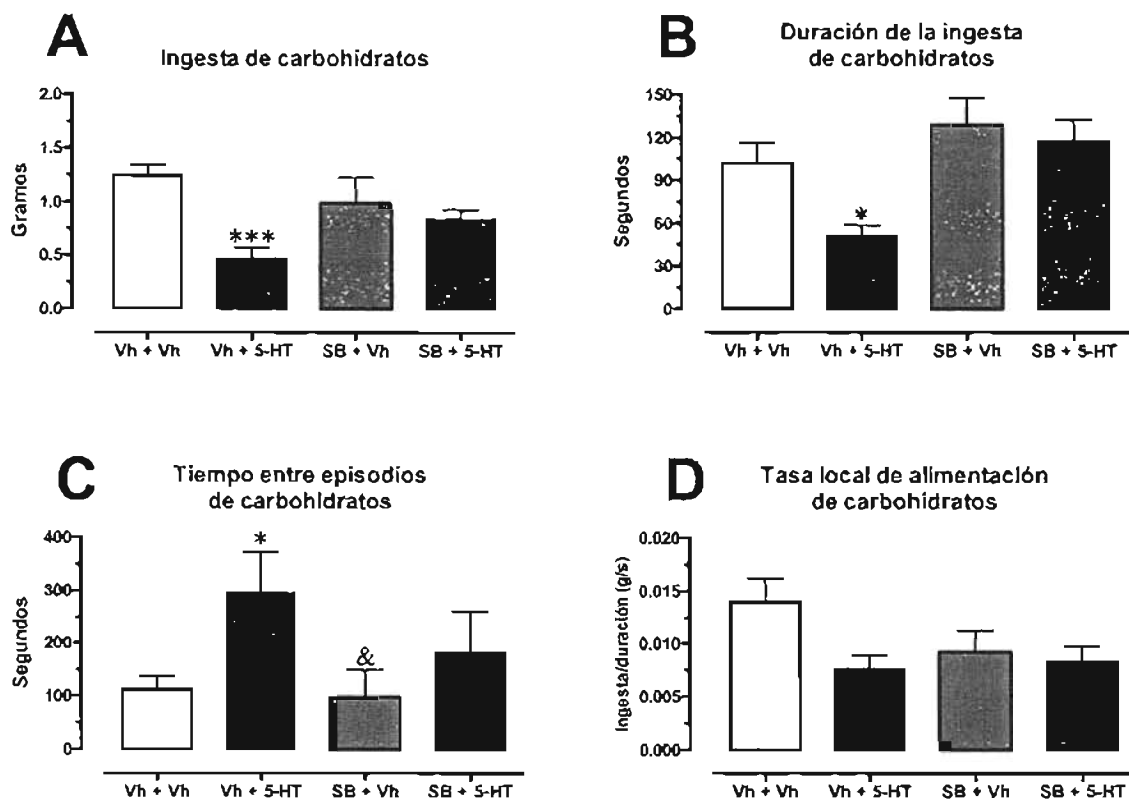 A
Ingesta de carbohidratos
Gramos
2.0
1.5
1.0
0.5
0.0
***
Vh + Vh Vh + 5-HT SB + Vh SB + 5-HT
B
Duración de la ingesta
de carbohidratos
Segundos
150
120
90
60
30
0
*
Vh + Vh Vh + 5-HT SB + Vh SB + 5-HT
C
Tiempo entre episodios
de carbohidratos
Segundos
400
300
200
100
0
*
&
Vh + Vh Vh + 5-HT SB + Vh SB + 5-HT
D
Tasa local de alimentación
de carbohidratos
Ingesta/duración (g/s)
0.020
0.015
0.010
0.005
0.000
Vh + Vh Vh + 5-HT SB + Vh SB + 5-HT